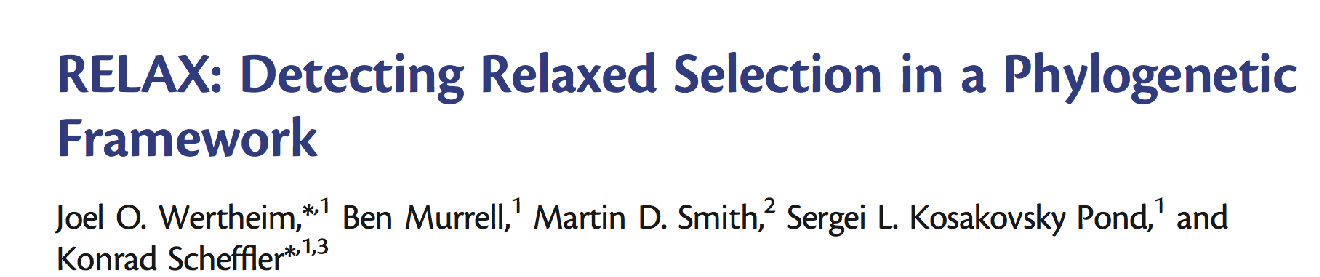 RELAX: Detecting Relaxed Selection in a Phylogenetic
Framework
Joel O. Wertheim,*,1 Ben Murrell,1 Martin D. Smith,2 Sergei L. Kosakovsky Pond,1 and
Konrad Scheffler*,1,3